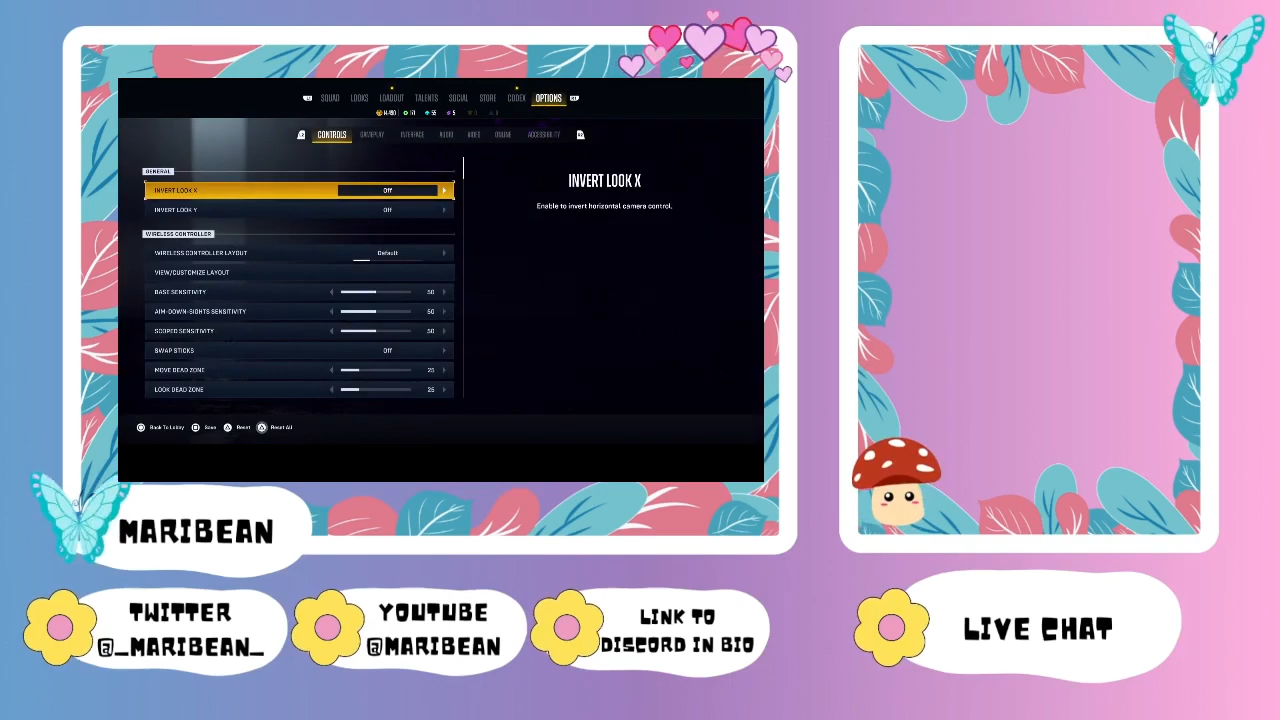 SQUAD LOOKS LOADOUT TALENTS SOCIAL STORE CODEX OPTIONS
171 55 5
CONTROLS GAMEPLAY INTERFACE AUDIO VIDEO ONLINE ACCESSIBILITY
GENERAL
INVERT LOOK X Off
INVERT LOOK Y Off
WIRELESS CONTROLLER
WIRELESS CONTROLLER LAYOUT Default
VIEW/CUSTOMIZE LAYOUT
BASE SENSITIVITY 50
AIM-DOWN-SIGHTS SENSITIVITY 50
SCOPED SENSITIVITY 50
SWAP STICKS Off
MOVE DEAD ZONE 25
LOOK DEAD ZONE 25
INVERT LOOK X
Enable to invert horizontal camera control.
Back To Lobby Save Reset Reset All
MARIBEAN
TWITTER
@_MARIBEAN_
YOUTUBE
@MARIBEAN
LINK TO
DISCORD IN BIO
LIVE CHAT